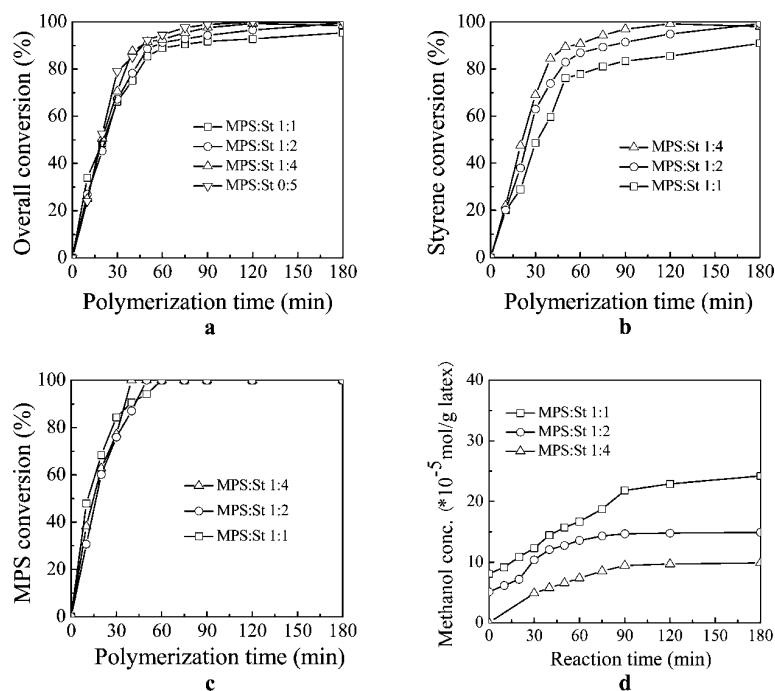 Overall conversion (%)
100
80
60
40
20
0
MPS:St 1:1
MPS:St 1:2
MPS:St 1:4
MPS:St 0:5
0 30 60 90 120 150 180
Polymerization time (min)
a
Styrene conversion (%)
100
80
60
40
20
0
MPS:St 1:4
MPS:St 1:2
MPS:St 1:1
0 30 60 90 120 150 180
Polymerization time (min)
b
MPS conversion (%)
100
80
60
40
20
0
MPS:St 1:4
MPS:St 1:2
MPS:St 1:1
0 30 60 90 120 150 180
Polymerization time (min)
c
Methanol conc. (*10-5 mol/g latex)
40
30
20
10
0
MPS:St 1:1
MPS:St 1:2
MPS:St 1:4
0 30 60 90 120 150 180
Reaction time (min)
d